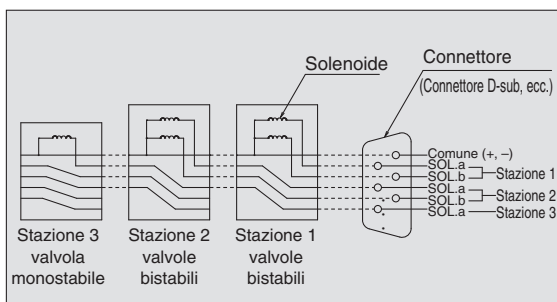 Connettore
Solenoide
(Connettore D-sub, ecc.)
Comune (+, –)
SOL.a
SOL.b
Stazione 1
SOL.a
SOL.b
Stazione 2
SOL.a
Stazione 3
Stazione 3
valvola
monostabile
Stazione 2
valvole
bistabili
Stazione 1
valvole
bistabili